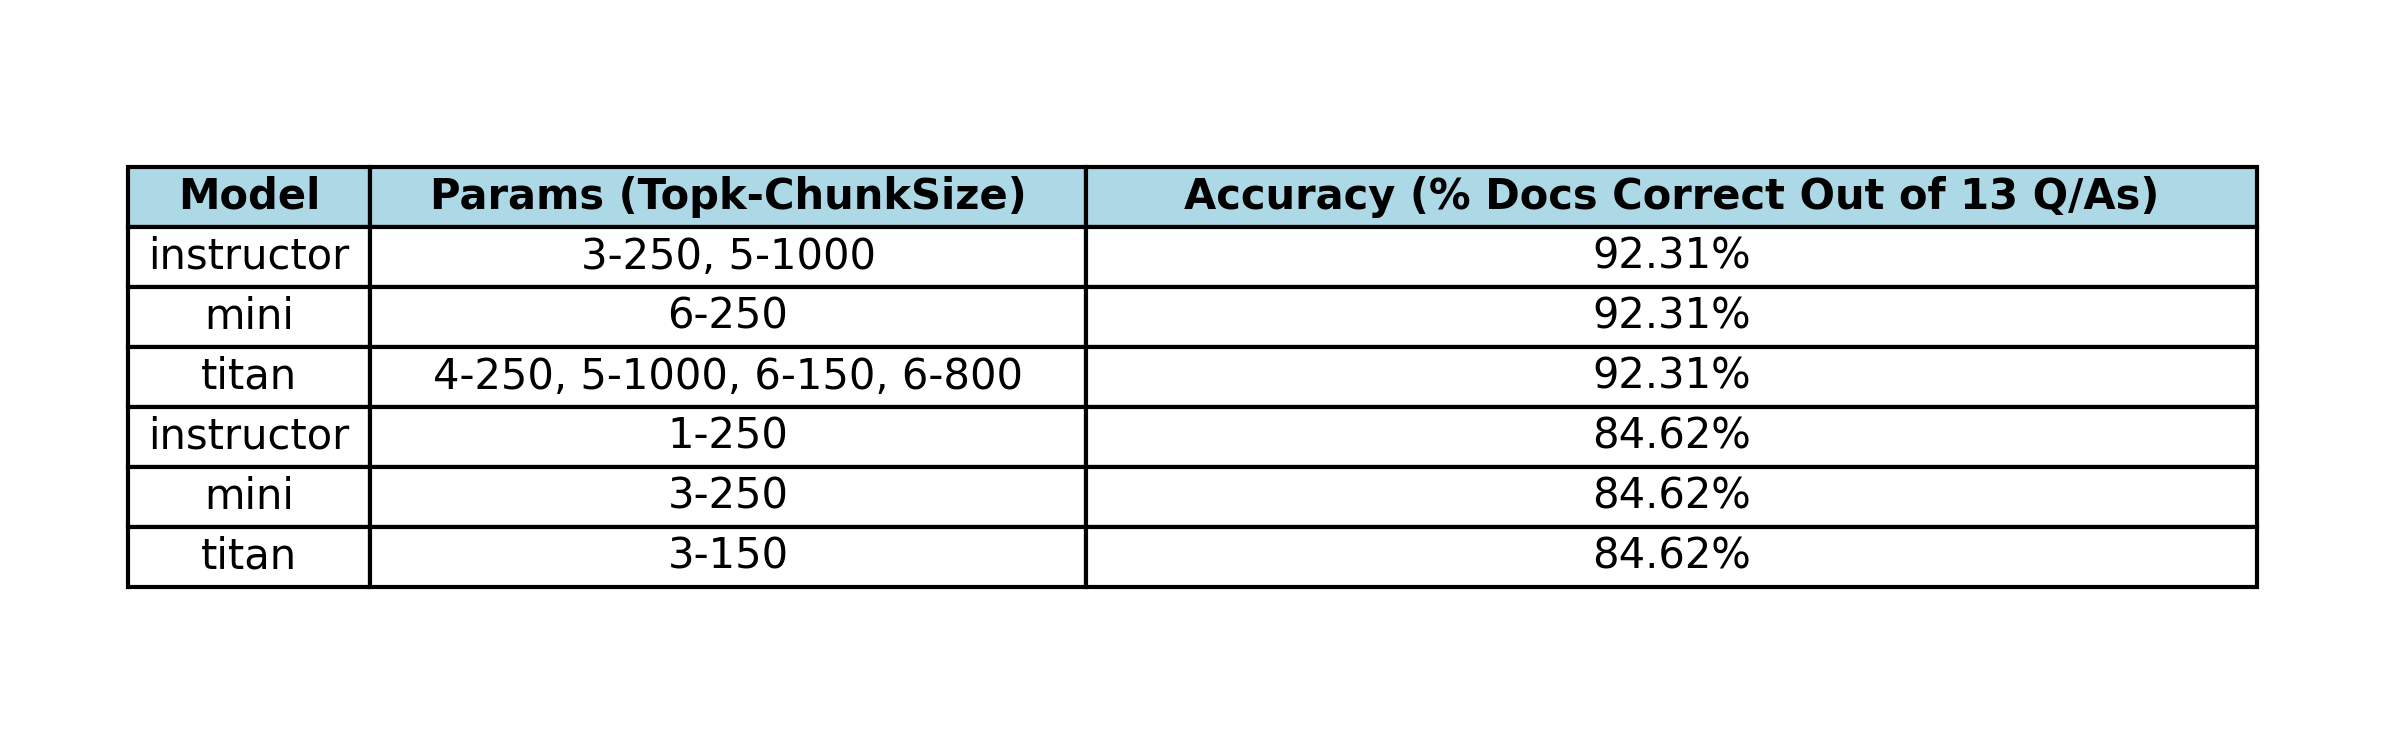 Model Params (Topk-ChunkSize) Accuracy (% Docs Correct Out of 13 Q/As)
instructor 3-250, 5-1000 92.31%
mini 6-250 92.31%
titan 4-250, 5-1000, 6-150, 6-800 92.31%
instructor 1-250 84.62%
mini 3-250 84.62%
titan 3-150 84.62%